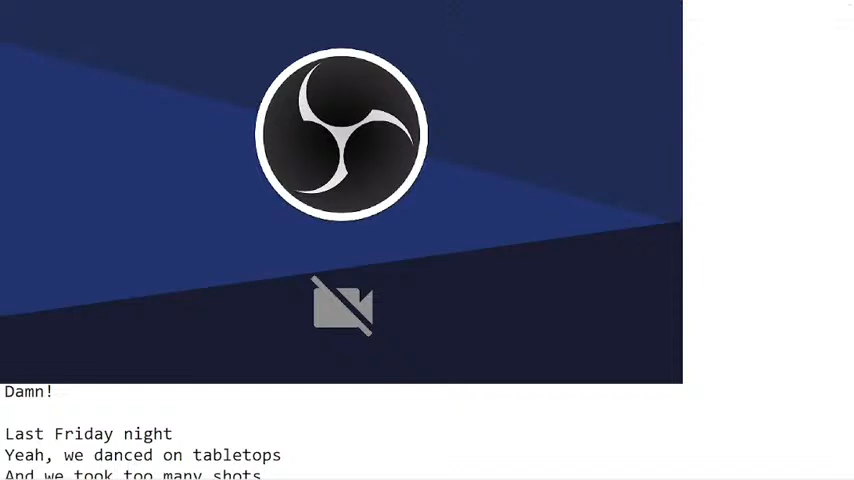 Damn!
Last Friday night
Yeah, we danced on tabletops
And we took too many shots